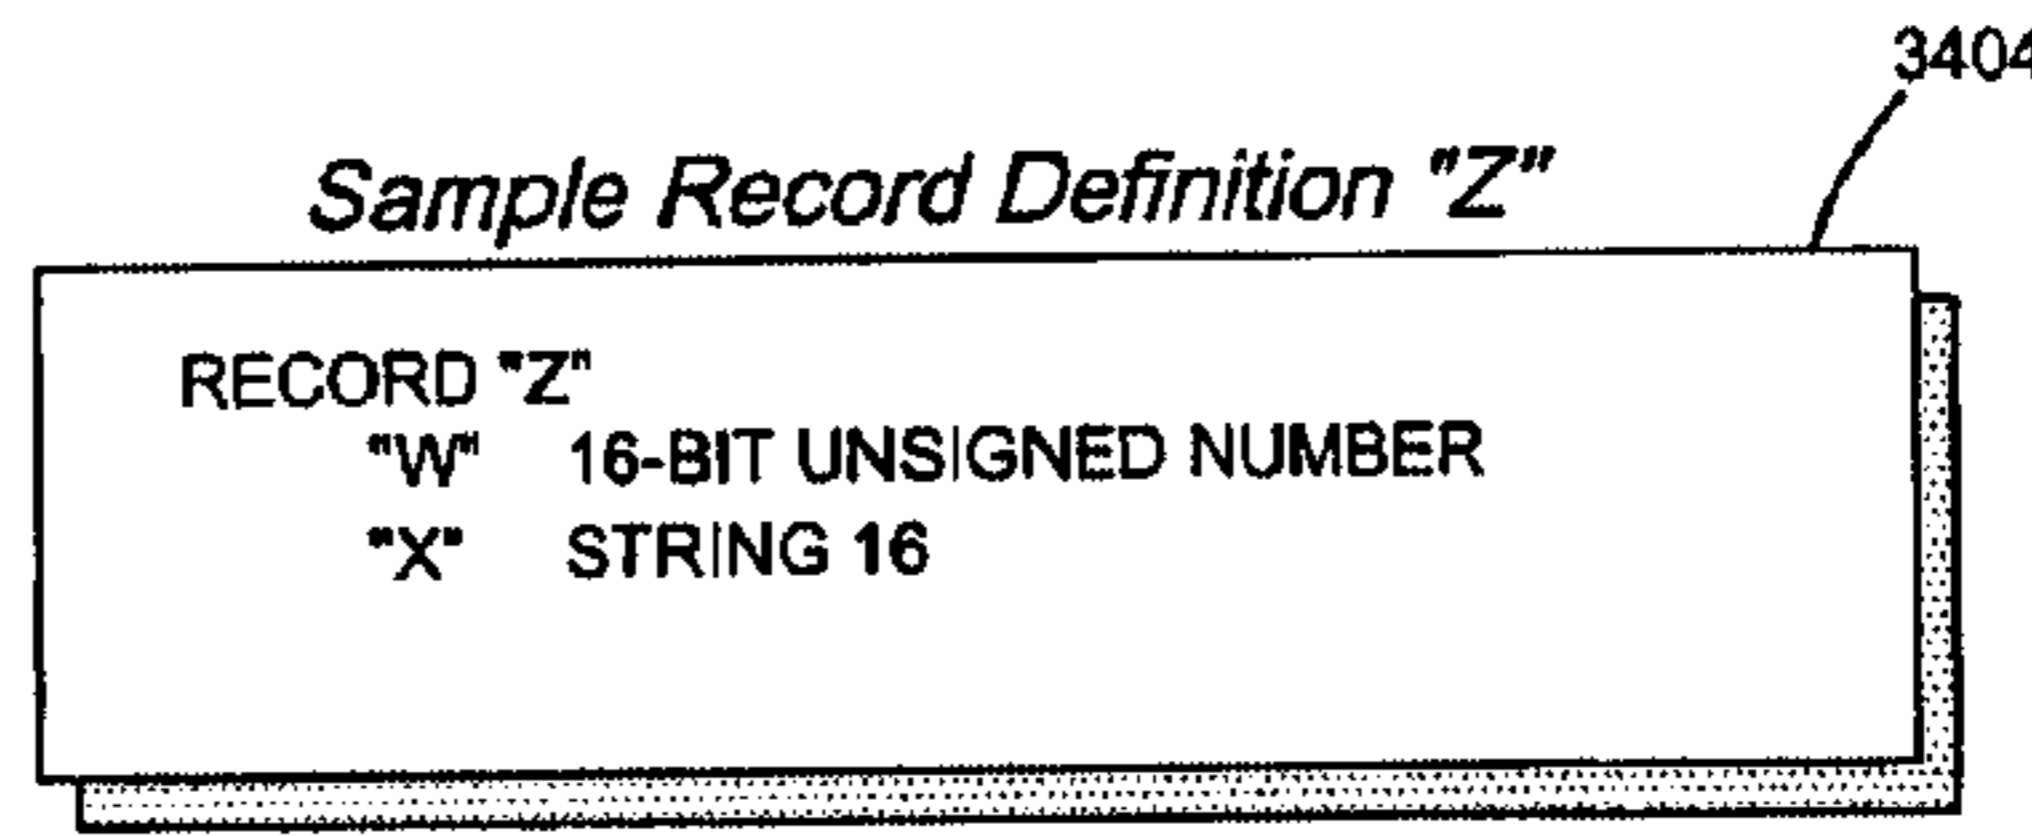 3404
Sample Record Definition "Z"
RECORD "Z"
"W" 16-BIT UNSIGNED NUMBER
"X" STRING 16